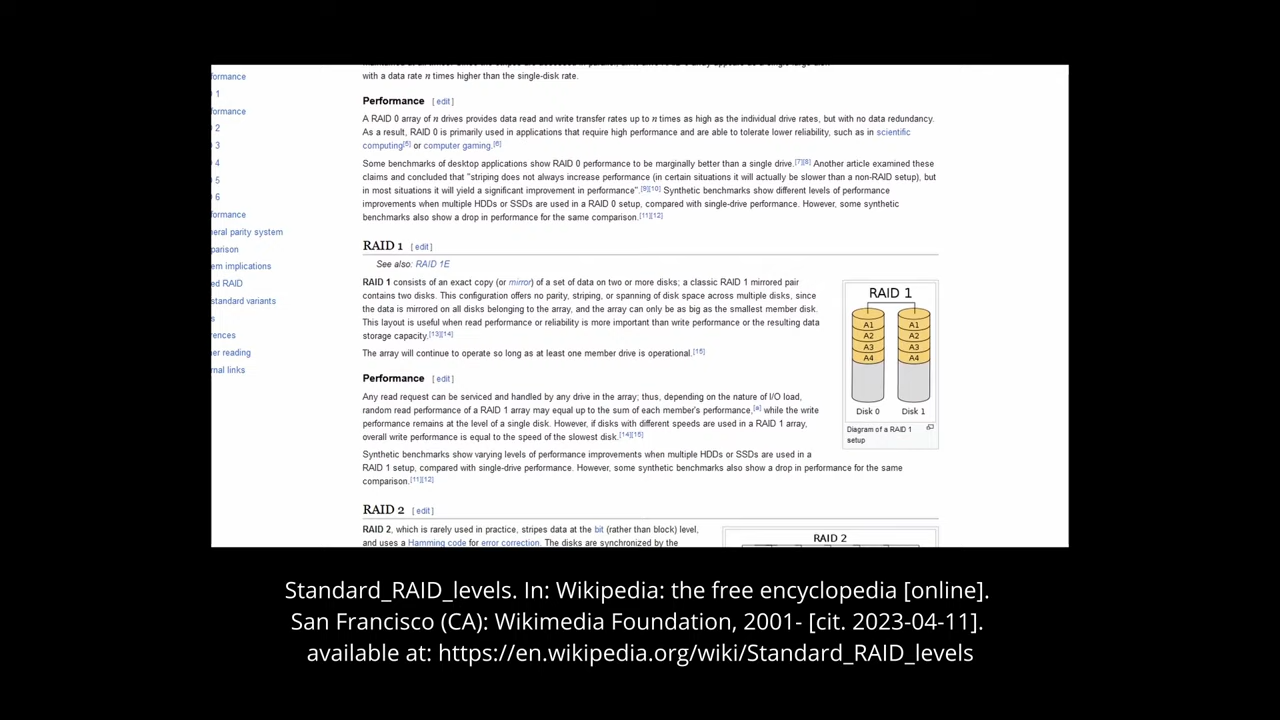 with a data rate n times higher than the single-disk rate.
Performance [ edit ]
A RAID 0 array of n drives provides data read and write transfer rates up to n times as high as the individual drive rates, but with no data redundancy.
As a result, RAID 0 is primarily used in applications that require high performance and are able to tolerate lower reliability, such as in scientific
computing[5] or computer gaming.[6]
Some benchmarks of desktop applications show RAID 0 performance to be marginally better than a single drive.[7][8] Another article examined these
claims and concluded that "striping does not always increase performance (in certain situations it will actually be slower than a non-RAID setup), but
in most situations it will yield a significant improvement in performance".[9][10] Synthetic benchmarks show different levels of performance
improvements when multiple HDDs or SSDs are used in a RAID 0 setup, compared with single-drive performance. However, some synthetic
benchmarks also show a drop in performance for the same comparison.[11][12]
RAID 1 [ edit ]
See also: RAID 1E
RAID 1 consists of an exact copy (or mirror) of a set of data on two or more disks; a classic RAID 1 mirrored pair
contains two disks. This configuration offers no parity, striping, or spanning of disk space across multiple disks, since
the data is mirrored on all disks belonging to the array, and the array can only be as big as the smallest member disk.
This layout is useful when read performance or reliability is more important than write performance or the resulting data
storage capacity.[13][14]
The array will continue to operate so long as at least one member drive is operational.[15]
Performance [ edit ]
Any read request can be serviced and handled by any drive in the array; thus, depending on the nature of I/O load,
random read performance of a RAID 1 array may equal up to the sum of each member's performance,[a] while the write
performance remains at the level of a single disk. However, if disks with different speeds are used in a RAID 1 array,
overall write performance is equal to the speed of the slowest disk.[14][15]
Synthetic benchmarks show varying levels of performance improvements when multiple HDDs or SSDs are used in a
RAID 1 setup, compared with single-drive performance. However, some synthetic benchmarks also show a drop in performance for the same
comparison.[11][12]
RAID 2 [ edit ]
RAID 2, which is rarely used in practice, stripes data at the bit (rather than block) level,
and uses a Hamming code for error correction. The disks are synchronized by the
RAID 1
A1 A1
A2 A2
A3 A3
A4 A4
Disk 0 Disk 1
Diagram of a RAID 1
setup
RAID 2
ormance
1
ormance
2
3
4
5
6
ormance
eral parity system
parison
em implications
ed RAID
standard variants
s
rences
er reading
rnal links
Standard_RAID_levels. In: Wikipedia: the free encyclopedia [online].
San Francisco (CA): Wikimedia Foundation, 2001- [cit. 2023-04-11].
available at: https://en.wikipedia.org/wiki/Standard_RAID_levels